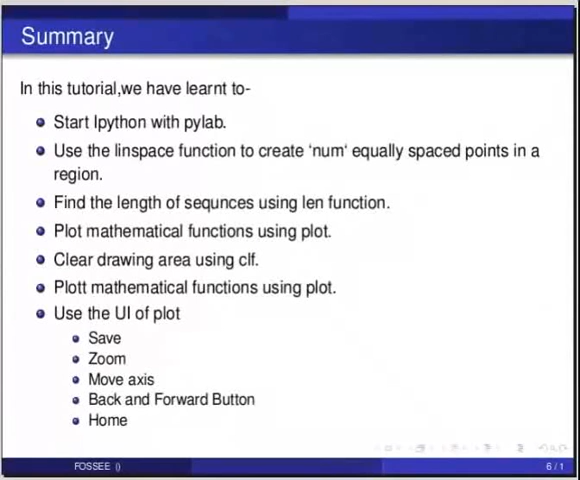 Summary
In this tutorial,we have learnt to-
Start Ipython with pylab.
Use the linspace function to create ‘num‘ equally spaced points in a
region.
Find the length of sequnces using len function.
Plot mathematical functions using plot.
Clear drawing area using clf.
Plott mathematical functions using plot.
Use the UI of plot
Save
Zoom
Move axis
Back and Forward Button
Home
FOSSEE () 6 / 1